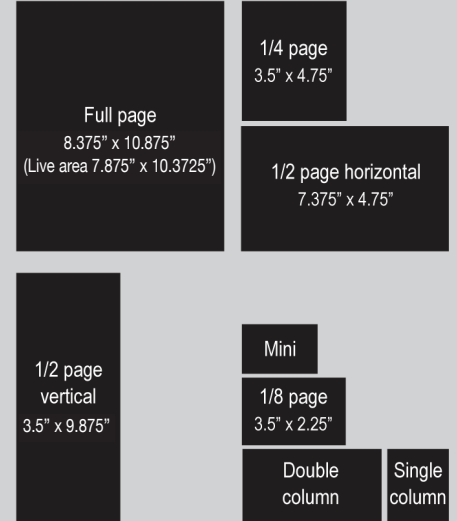 Full page
8.375” x 10.875”
(Live area 7.875” x 10.3725”)
1/4 page
3.5” x 4.75”
1/2 page horizontal
7.375” x 4.75”
1/2 page
vertical
3.5” x 9.875”
Mini
1/8 page
3.5” x 2.25”
Double
column
Single
column